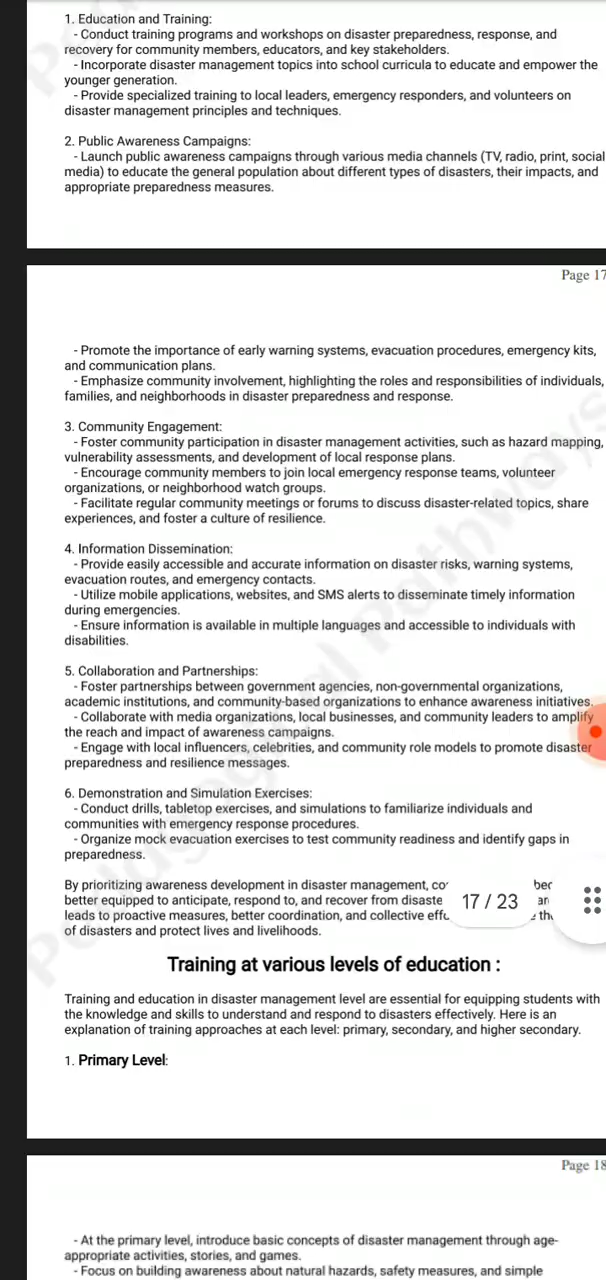 1. Education and Training:
- Conduct training programs and workshops on disaster preparedness, response, and
recovery for community members, educators, and key stakeholders.
- Incorporate disaster management topics into school curricula to educate and empower the
younger generation.
- Provide specialized training to local leaders, emergency responders, and volunteers on
disaster management principles and techniques.
2. Public Awareness Campaigns:
- Launch public awareness campaigns through various media channels (TV, radio, print, social
media) to educate the general population about different types of disasters, their impacts, and
appropriate preparedness measures.
Page 17
- Promote the importance of early warning systems, evacuation procedures, emergency kits,
and communication plans.
- Emphasize community involvement, highlighting the roles and responsibilities of individuals,
families, and neighborhoods in disaster preparedness and response.
3. Community Engagement:
- Foster community participation in disaster management activities, such as hazard mapping,
vulnerability assessments, and development of local response plans.
- Encourage community members to join local emergency response teams, volunteer
organizations, or neighborhood watch groups.
- Facilitate regular community meetings or forums to discuss disaster-related topics, share
experiences, and foster a culture of resilience.
4. Information Dissemination:
- Provide easily accessible and accurate information on disaster risks, warning systems,
evacuation routes, and emergency contacts.
- Utilize mobile applications, websites, and SMS alerts to disseminate timely information
during emergencies.
- Ensure information is available in multiple languages and accessible to individuals with
disabilities.
5. Collaboration and Partnerships:
- Foster partnerships between government agencies, non-governmental organizations,
academic institutions, and community-based organizations to enhance awareness initiatives.
- Collaborate with media organizations, local businesses, and community leaders to amplify
the reach and impact of awareness campaigns.
- Engage with local influencers, celebrities, and community role models to promote disaster
preparedness and resilience messages.
6. Demonstration and Simulation Exercises:
- Conduct drills, tabletop exercises, and simulations to familiarize individuals and
communities with emergency response procedures.
- Organize mock evacuation exercises to test community readiness and identify gaps in
preparedness.
By prioritizing awareness development in disaster management,
better equipped to anticipate, respond to, and recover from
leads to proactive measures, better coordination, and collective
of disasters and protect lives and livelihoods.
17 / 23
Training at various levels of education :
Training and education in disaster management level are essential for equipping students with
the knowledge and skills to understand and respond to disasters effectively. Here is an
explanation of training approaches at each level: primary, secondary, and higher secondary.
1. Primary Level:
Page 18
- At the primary level, introduce basic concepts of disaster management through age-
appropriate activities, stories, and games.
- Focus on building awareness about natural hazards, safety measures, and simple
Pedagogical Pathways